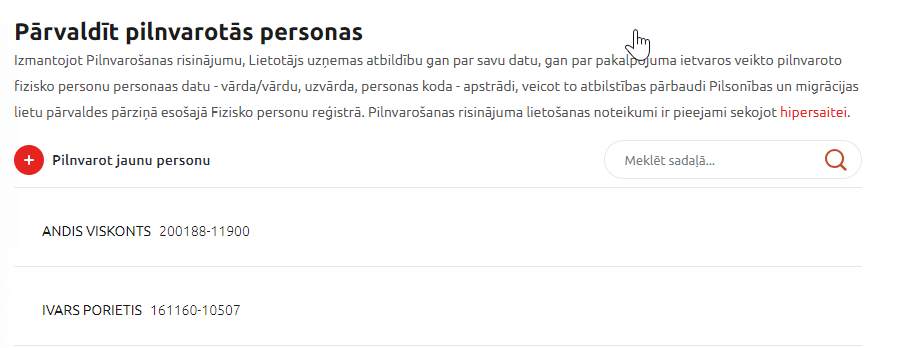 Pārvaldīt pilnvarotās personas
Izmantojot Pilnvarošanas risinājumu, Lietotājs uzņemas atbildību gan par savu datu, gan par pakalpojuma ietvaros veikto pilnvaroto
fizisko personu personaas datu - vārda/vārdu, uzvārda, personas koda - apstrādi, veicot to atbilstības pārbaudi Pilsonības un migrācijas
lietu pārvaldes pārziņā esošajā Fizisko personu reģistrā. Pilnvarošanas risinājuma lietošanas noteikumi ir pieejami sekojot hipersaitei.
Pilnvarot jaunu personu
Meklēt sadaļā...
ANDIS VISKONTS 200188-11900
IVARS PORIETIS 161160-10507